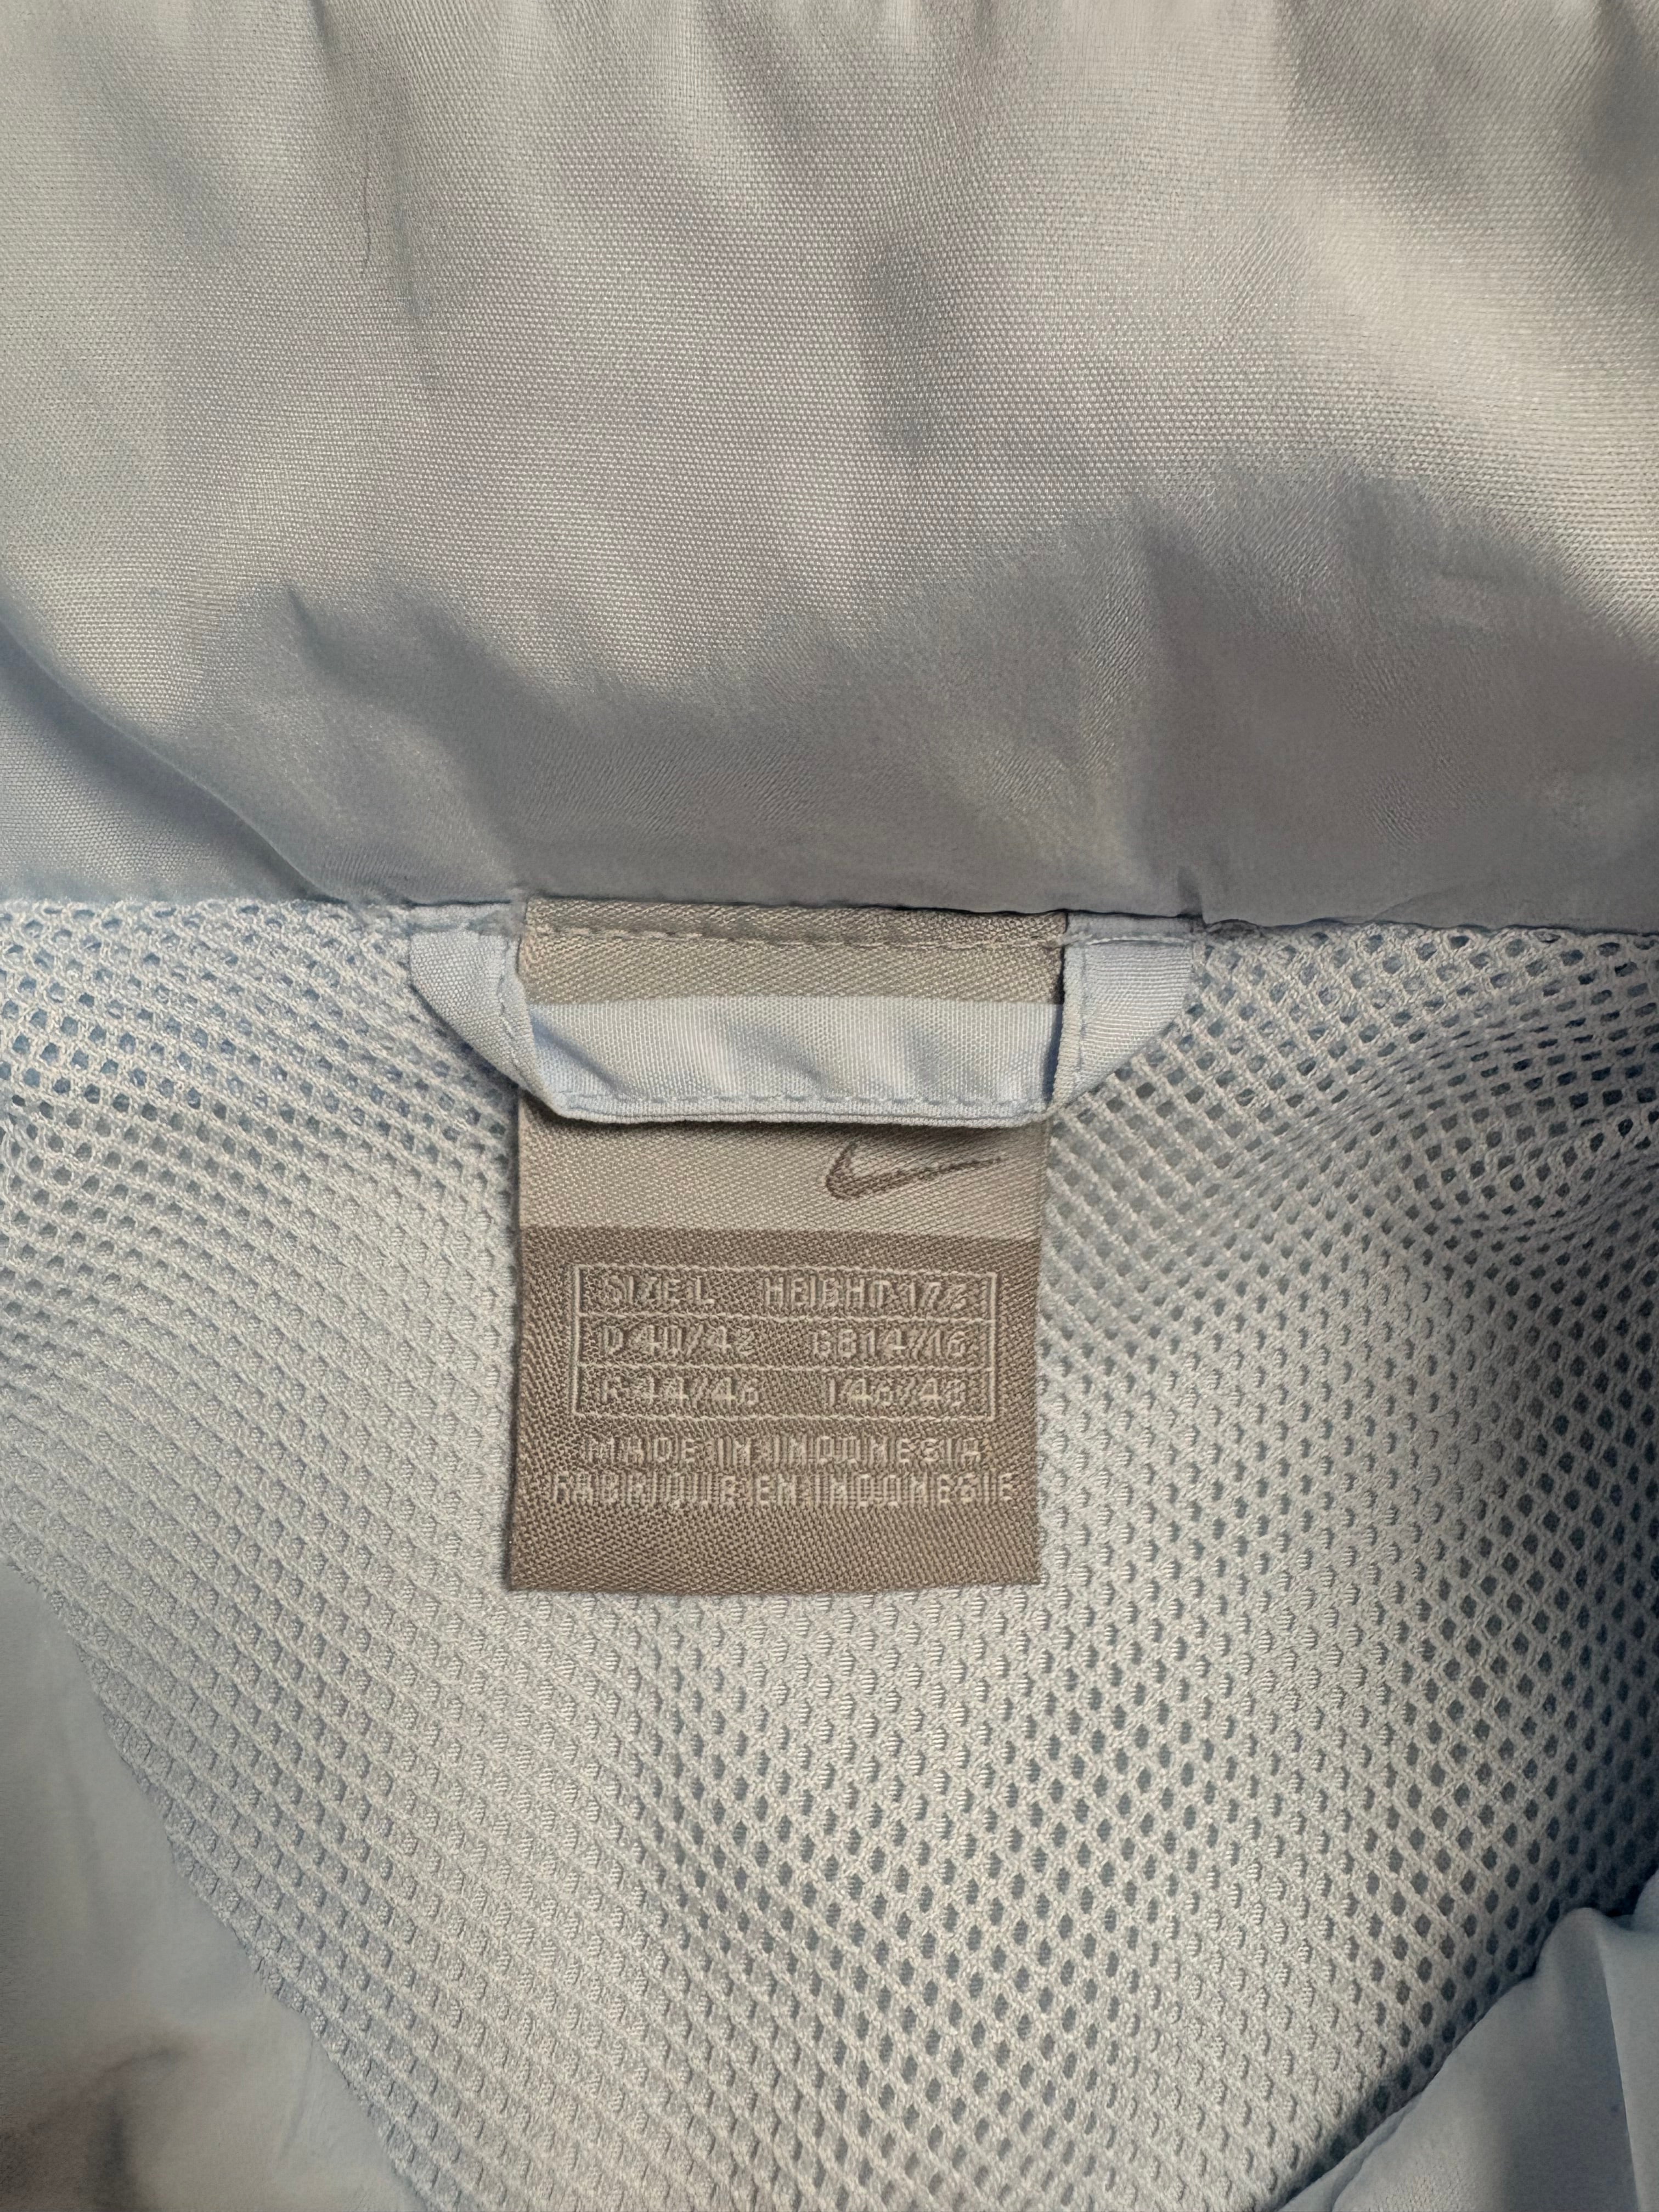 SIZE L HEIGHT 173
D 40/42 GB 14/16
F 44/46 I 46/48
MADE IN INDONESIA
FABRIQUE EN INDONESIE